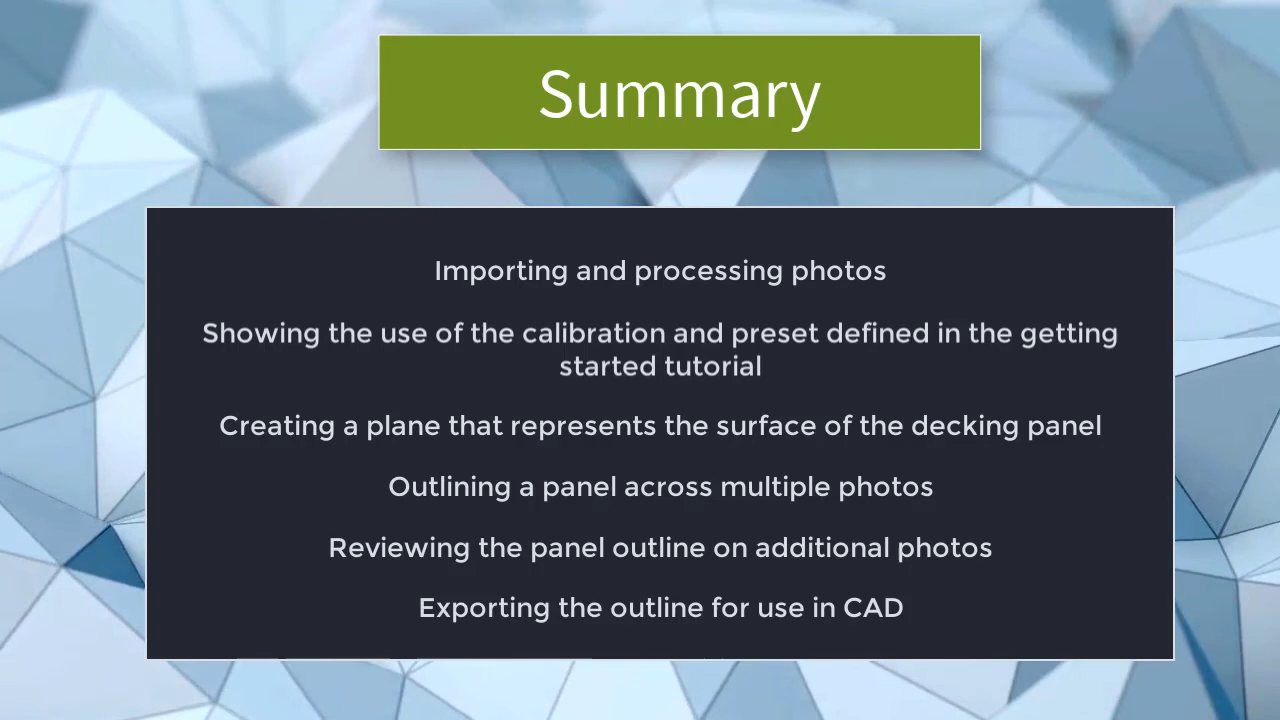 Summary
Importing and processing photos
Showing the use of the calibration and preset defined in the getting
started tutorial
Creating a plane that represents the surface of the decking panel
Outlining a panel across multiple photos
Reviewing the panel outline on additional photos
Exporting the outline for use in CAD